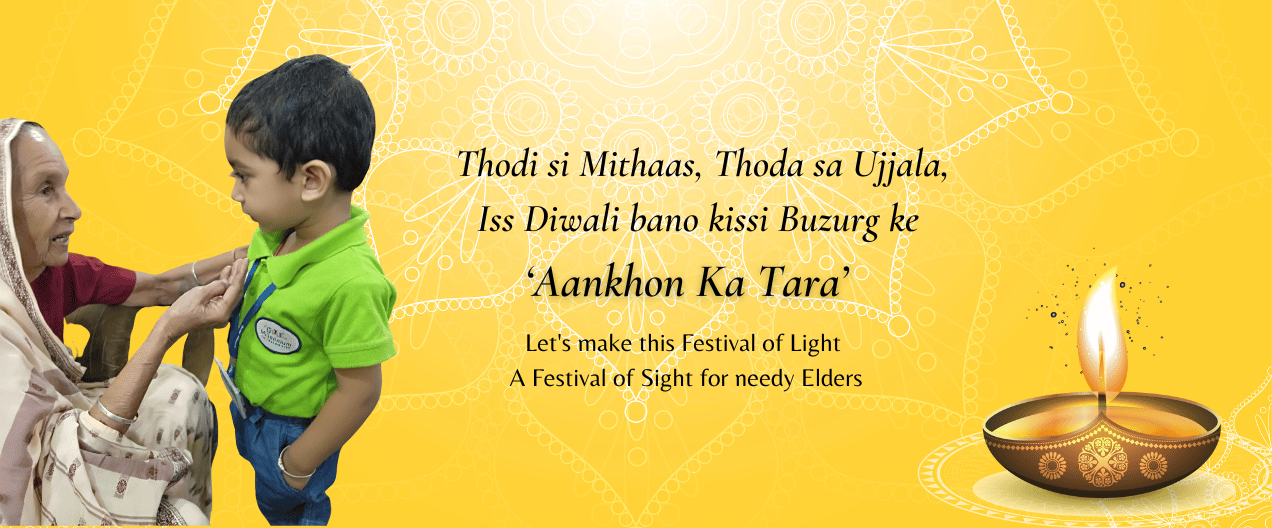 Thodi si Mithaas, Thoda sa Ujjala,
Iss Diwali bano kissi Buzurg ke
‘Aankhon Ka Tara’
Let's make this Festival of Light
A Festival of Sight for needy Elders